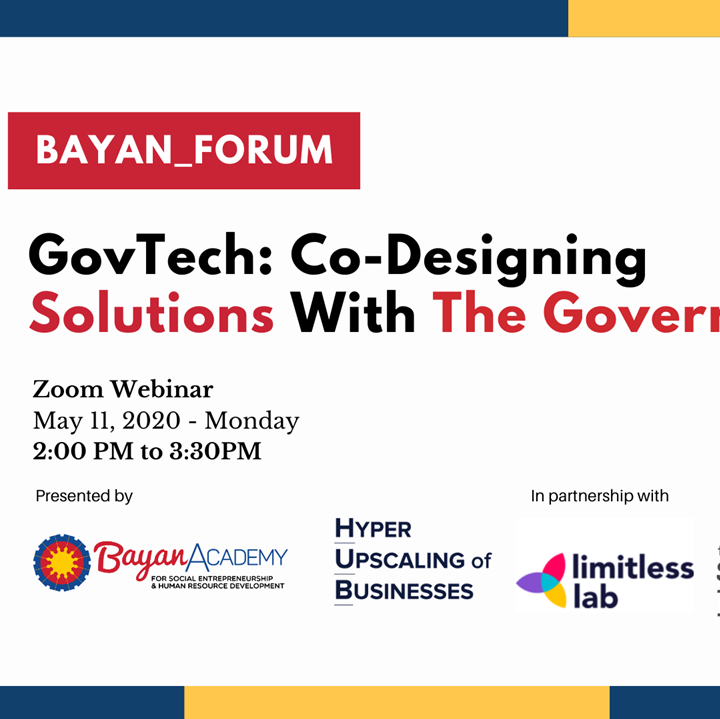 BAYAN_FORUM
GovTech: Co-Designing
Solutions With The Gover
Zoom Webinar
May 11, 2020 - Monday
2:00 PM to 3:30PM
Presented by
In partnership with
BayanAcademy
FOR SOCIAL ENTREPRENEURSHIP
& HUMAN RESOURCE DEVELOPMENT
HYPER
UPSCALING of
BUSINESSES
limitless
lab